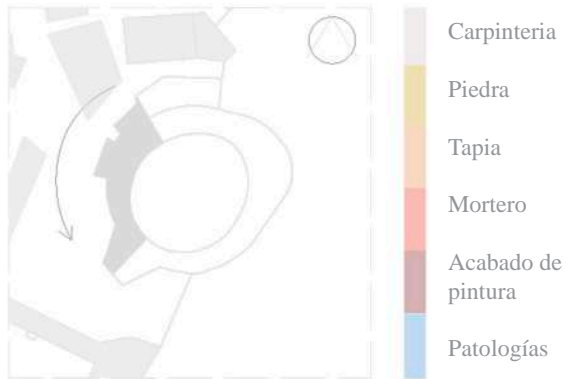 Carpinteria
Piedra
Tapia
Mortero
Acabado de
pintura
Patologías